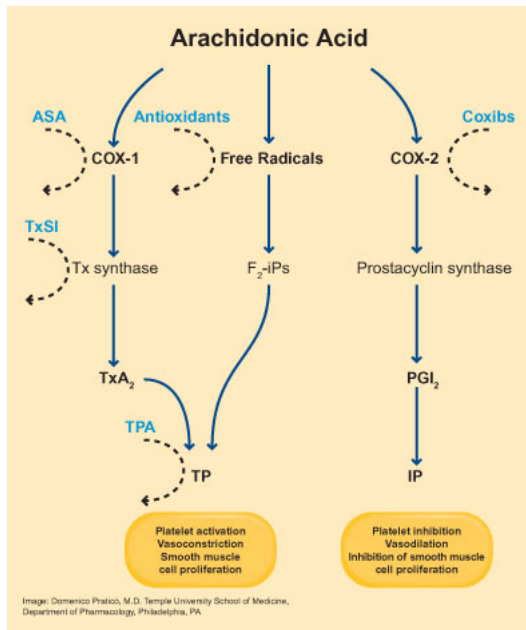 Arachidonic Acid
ASA
Antioxidants
Coxibs
COX-1
Free Radicals
COX-2
TxSI
Tx synthase
F₂-iPs
Prostacyclin synthase
TxA₂
PGI₂
TPA
TP
IP
Platelet activation
Vasoconstriction
Smooth muscle
cell proliferation
Platelet inhibition
Vasodilation
Inhibition of smooth muscle
cell proliferation
Image: Domenico Praticò, M.D. Temple University School of Medicine,
Department of Pharmacology, Philadelphia, PA